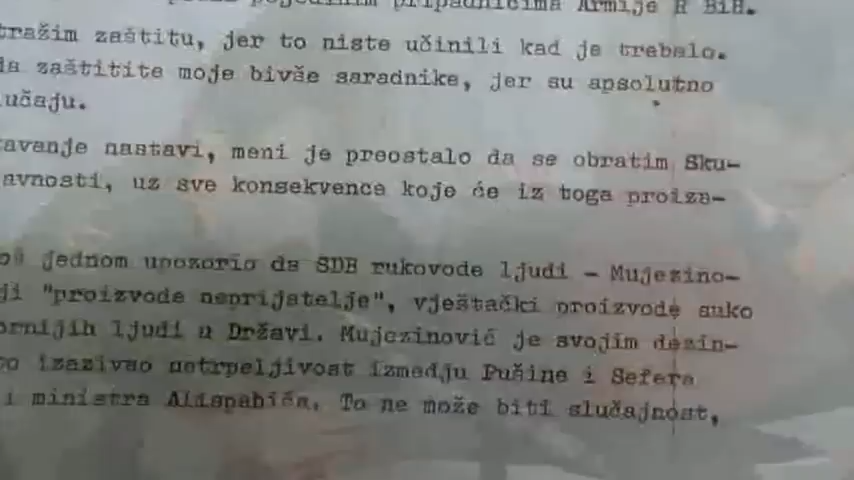 pojedinim pripadnicima Armije R BiH.
tražim zaštitu, jer to niste učinili kad je trebalo.
da zaštitite moje bivše saradnike, jer su apsolutno
učaju.
tavanje nastavi, meni je preostalo da se obratim Sku-
avnosti, uz sve konsekvence koje će iz toga proiza-
oš jednom upozorio da SDB rukovode ljudi - Mujezino-
ji "proizvode neprijatelje", vještački proizvode suko
ornijih ljudi u Državi. Mujezinović je svojim dezin-
to izazivao netrpeljivost izmedju Pušine i Sefera
i ministra Alispahića. To ne može biti slučajnost,